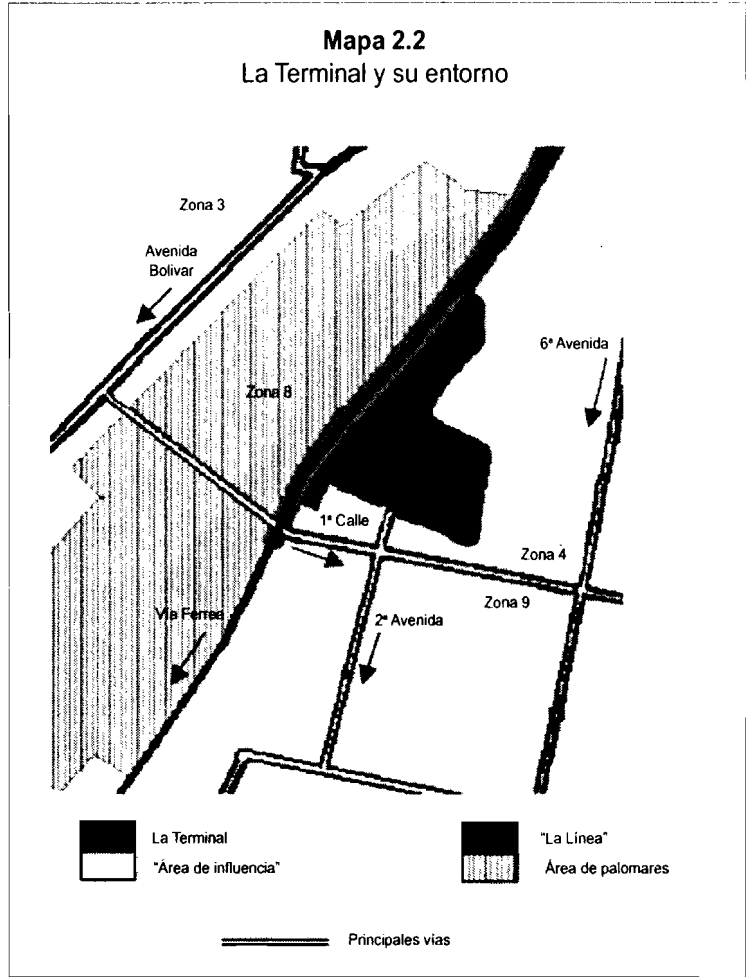 Mapa 2.2
La Terminal y su entorno
Zona 3
Avenida
Bolivar
6ª Avenida
Zona 8
1ª Calle
Zona 4
Zona 9
Vía Ferrea
2ª Avenida
La Terminal
"La Línea"
"Área de influencia"
Área de palomares
Principales vías